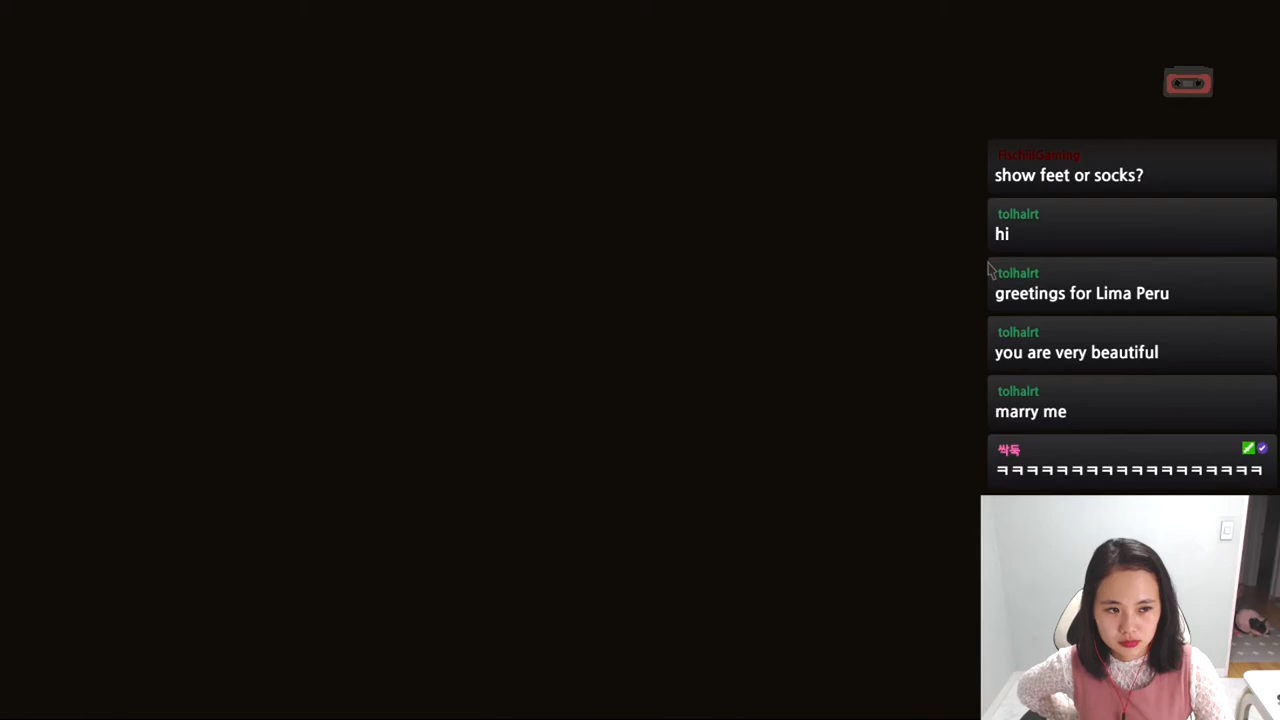 FischiiiGaming
show feet or socks?
tolhalrt
hi
tolhalrt
greetings for Lima Peru
tolhalrt
you are very beautiful
tolhalrt
marry me
싹둑
ㅋㅋㅋㅋㅋㅋㅋㅋㅋㅋㅋㅋㅋㅋㅋㅋㅋㅋ